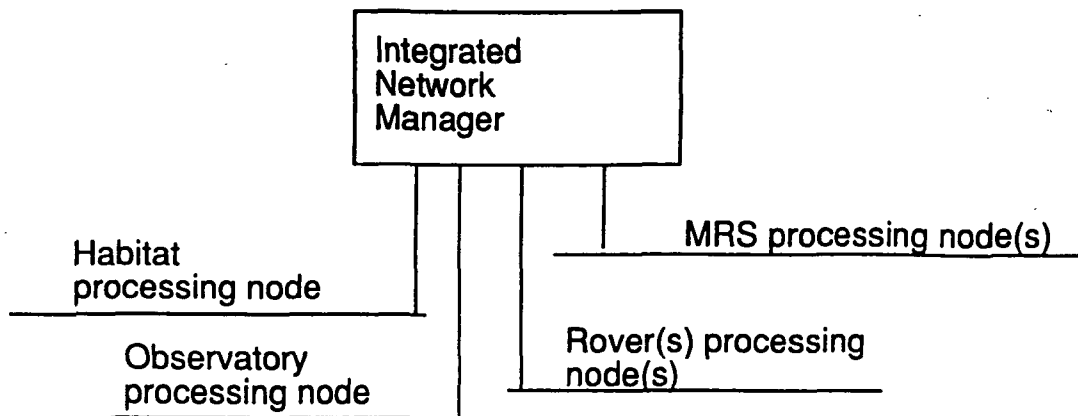 Integrated
Network
Manager
MRS processing node(s)
Habitat
processing node
Rover(s) processing
node(s)
Observatory
processing node